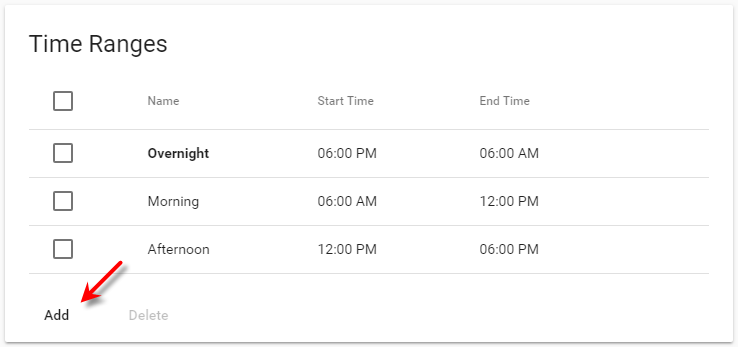 Time Ranges
Name Start Time End Time
Overnight 06:00 PM 06:00 AM
Morning 06:00 AM 12:00 PM
Afternoon 12:00 PM 06:00 PM
Add Delete